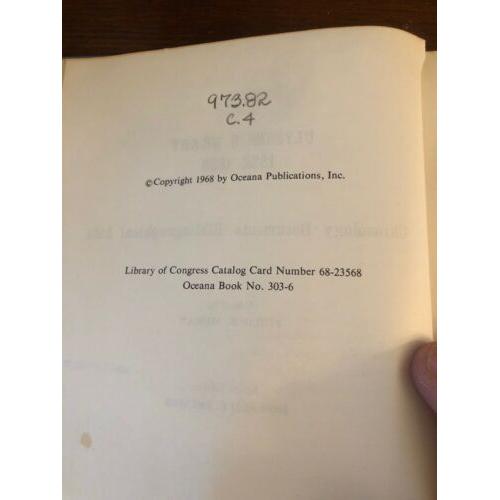 973.82
C.4
©Copyright 1968 by Oceana Publications, Inc.
Library of Congress Catalog Card Number 68-23568
Oceana Book No. 303-6